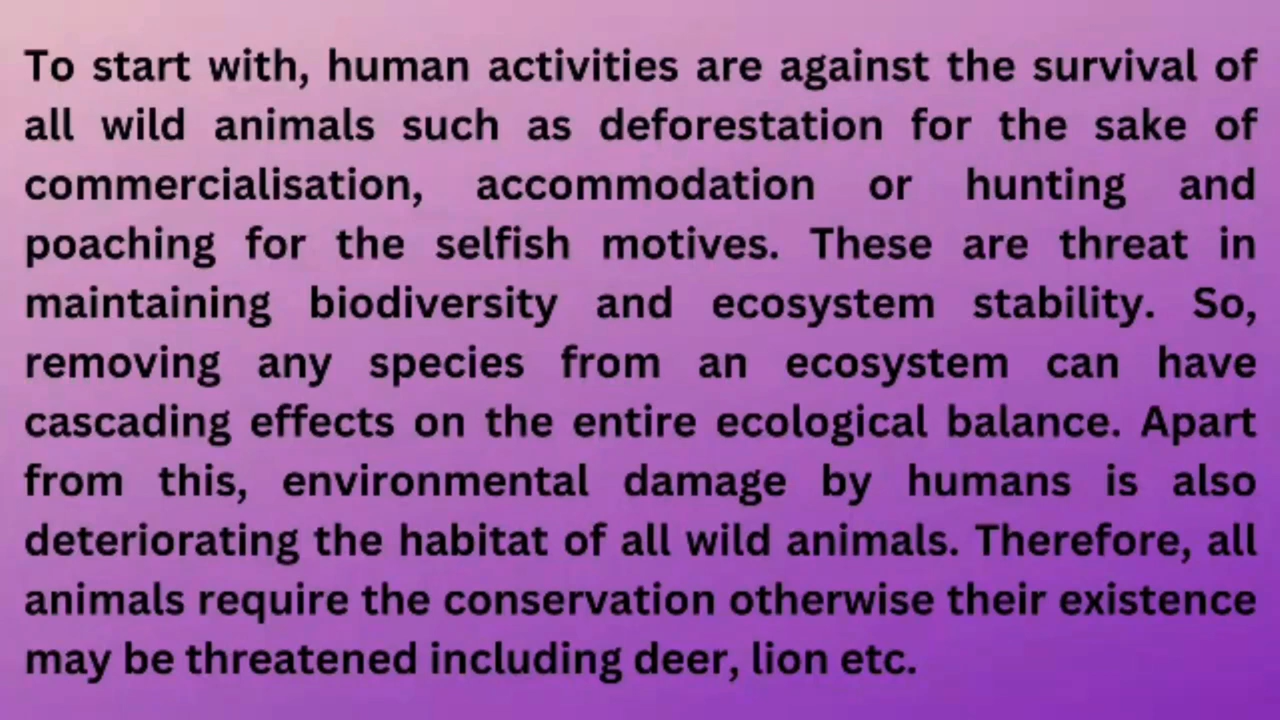 To start with, human activities are against the survival of
all wild animals such as deforestation for the sake of
commercialisation, accommodation or hunting and
poaching for the selfish motives. These are threat in
maintaining biodiversity and ecosystem stability. So,
removing any species from an ecosystem can have
cascading effects on the entire ecological balance. Apart
from this, environmental damage by humans is also
deteriorating the habitat of all wild animals. Therefore, all
animals require the conservation otherwise their existence
may be threatened including deer, lion etc.